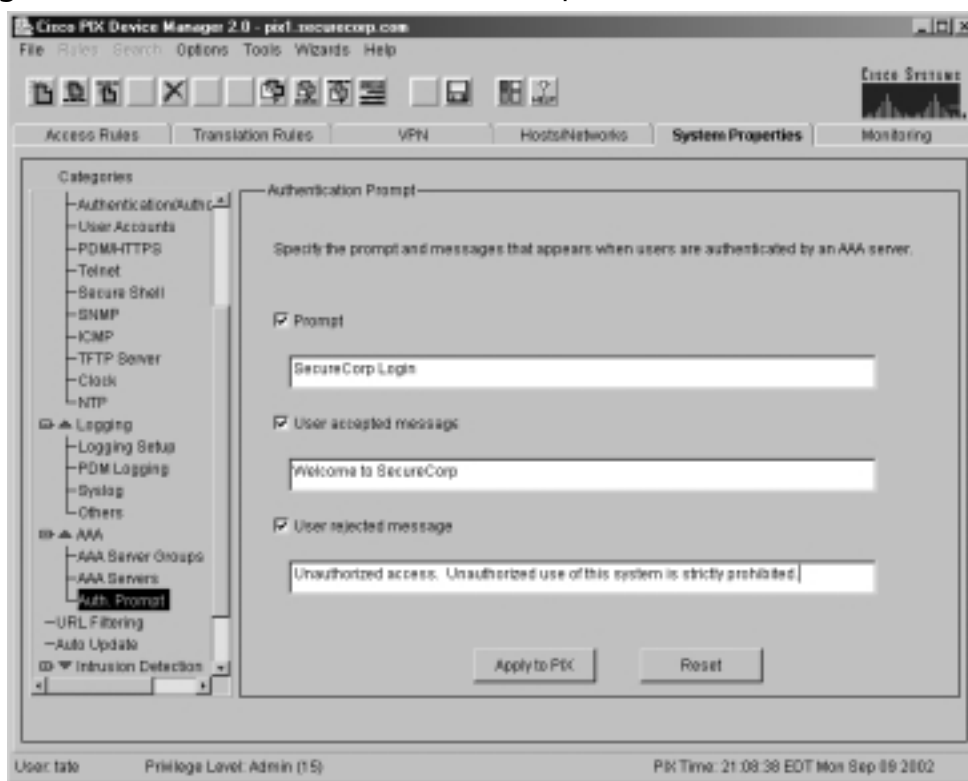 Cisco PIX Device Manager 2.0 - pix1.securecorp.com
File Rules Search Options Tools Wizards Help
CISCO SYSTEMS
HELP
Access Rules Translation Rules VPN Hosts/Networks System Properties Monitoring
Categories
Authentication/Autho
User Accounts
PDM/HTTPS
Telnet
Secure Shell
SNMP
ICMP
TFTP Server
Clock
NTP
Logging
Logging Setup
PDM Logging
Syslog
Others
AAA
AAA Server Groups
AAA Servers
Auth. Prompt
URL Filtering
Auto Update
Intrusion Detection
Authentication Prompt
Specify the prompt and messages that appears when users are authenticated by an AAA server.
Prompt
SecureCorp Login
User accepted message
Welcome to SecureCorp
User rejected message
Unauthorized access. Unauthorized use of this system is strictly prohibited.
Apply to PIX Reset
User: tate Privilege Level: Admin (15) PIX Time: 21:08:38 EDT Mon Sep 09 2002